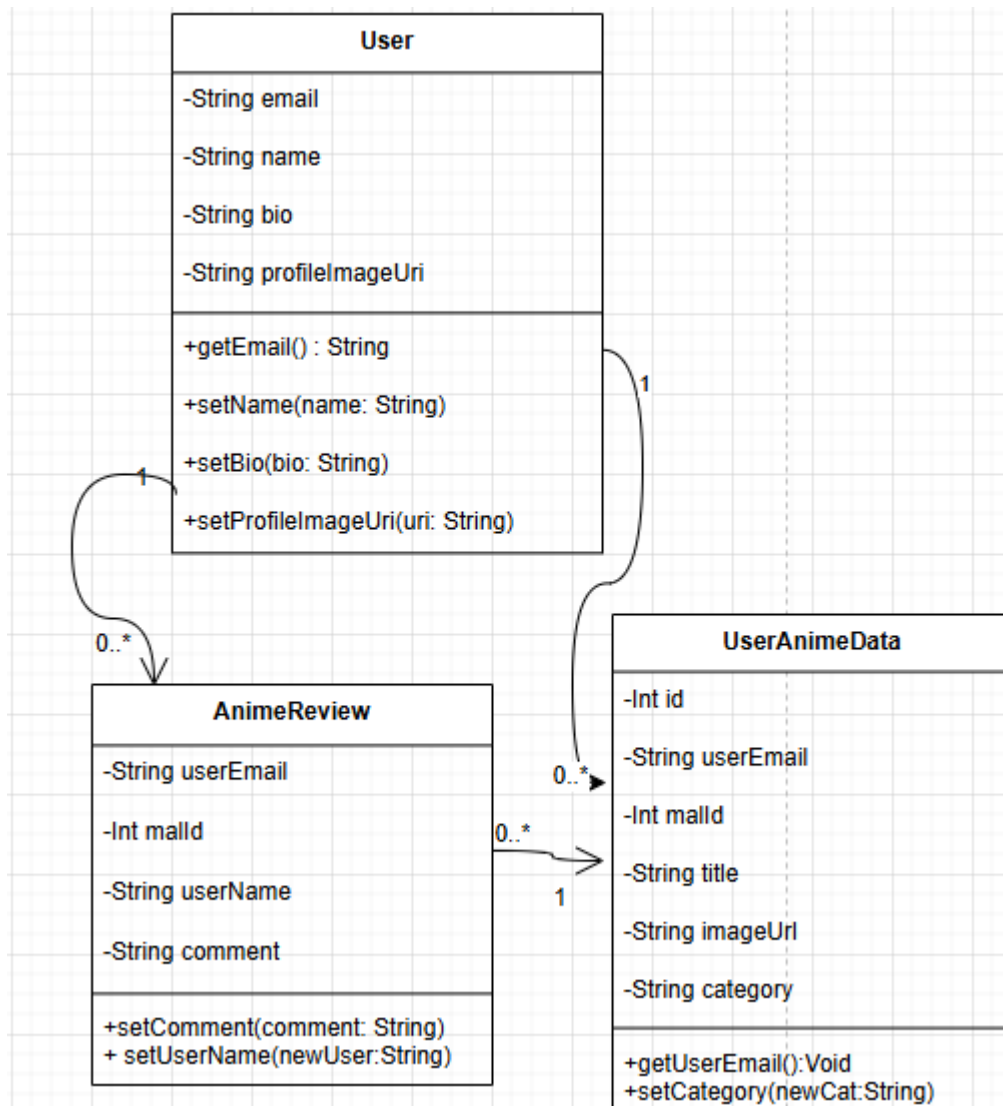 User
-String email
-String name
-String bio
-String profileImageUri
+getEmail() : String
+setName(name: String)
+setBio(bio: String)
+setProfileImageUri(uri: String)
1
1
0..*
AnimeReview
-String userEmail
-Int malId
-String userName
-String comment
+setComment(comment: String)
+ setUserName(newUser:String)
0..*
1
0..*
UserAnimeData
-Int id
-String userEmail
-Int malId
-String title
-String imageUrl
-String category
+getUserEmail():Void
+setCategory(newCat:String)